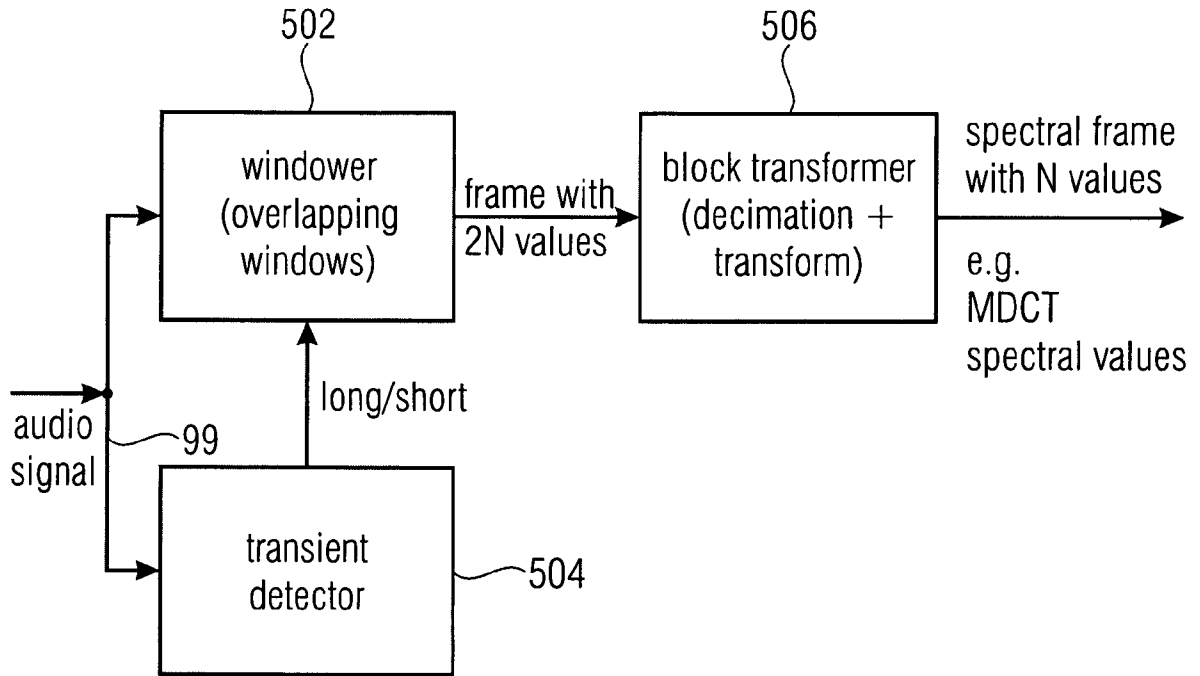 502
506
windower
(overlapping
windows)
frame with
2N values
block transformer
(decimation +
transform)
spectral frame
with N values
e.g.
MDCT
spectral values
long/short
audio
signal
99
transient
detector
504